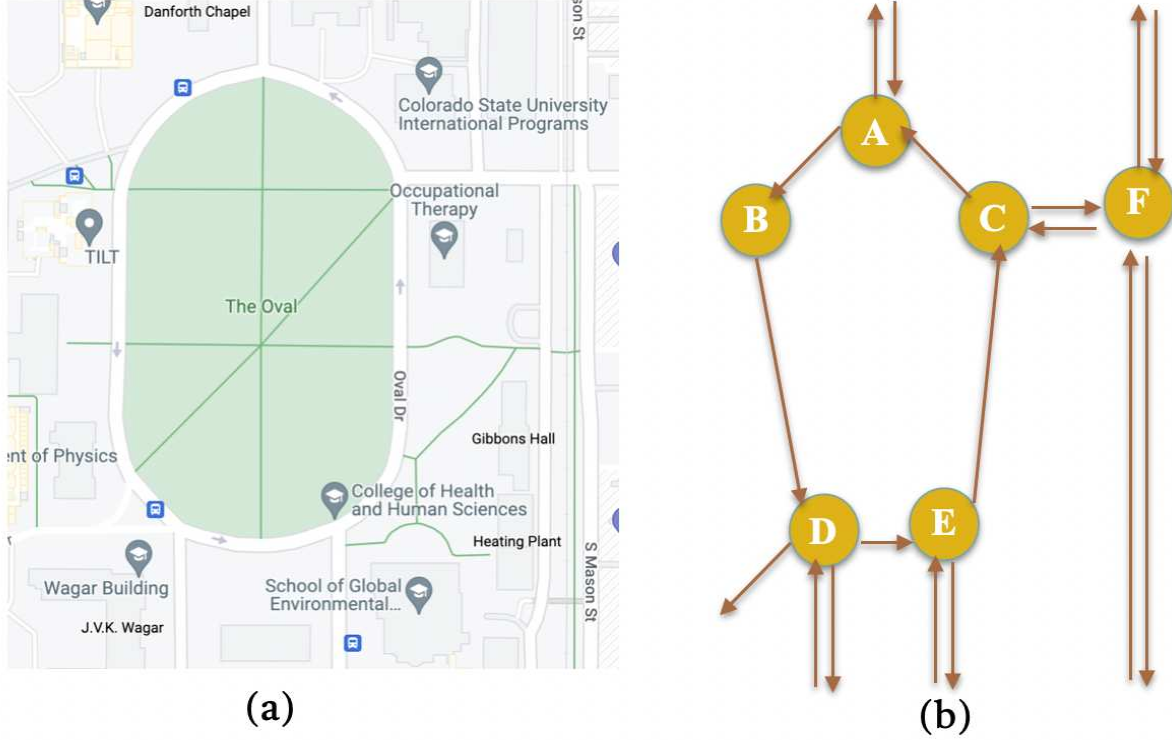 Danforth Chapel
son St
Colorado State University
International Programs
Occupational
Therapy
TILT
The Oval
Oval Dr
Gibbons Hall
ent of Physics
College of Health
and Human Sciences
Heating Plant
S Mason St
Wagar Building
School of Global
Environmental...
J.V.K. Wagar
(a)
A
B
C
F
D
E
(b)